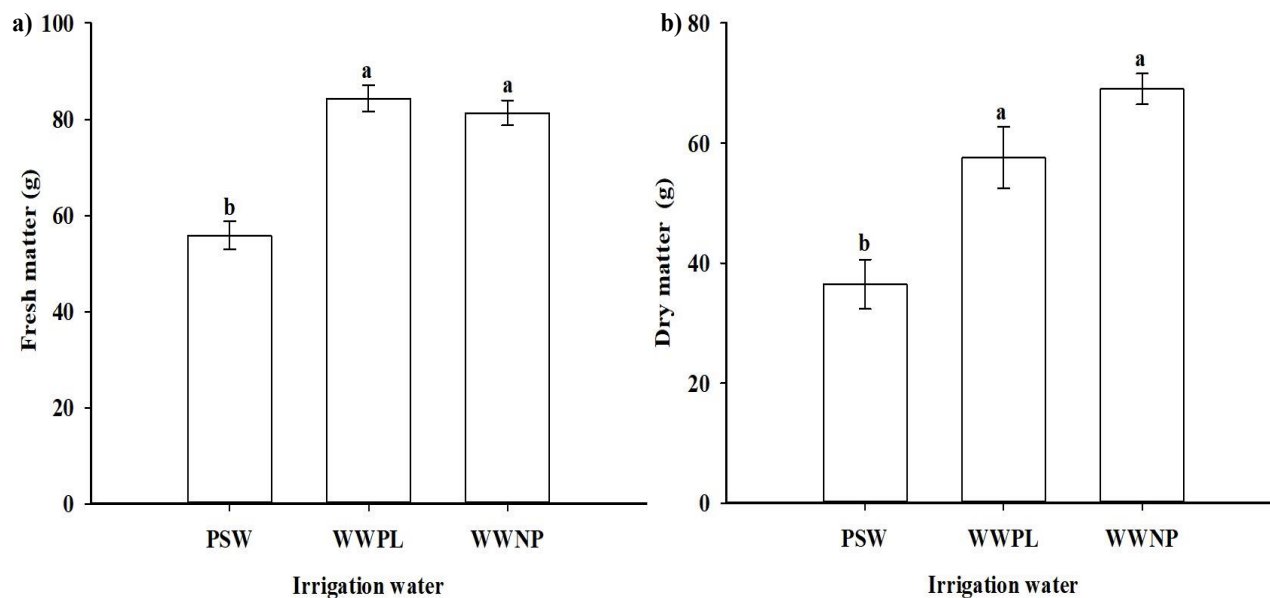 a)
Fresh matter (g)
100
80
60
40
20
0
b
a
a
PSW WWPL WWNP
Irrigation water
b)
Dry matter (g)
80
60
40
20
0
b
a
a
PSW WWPL WWNP
Irrigation water